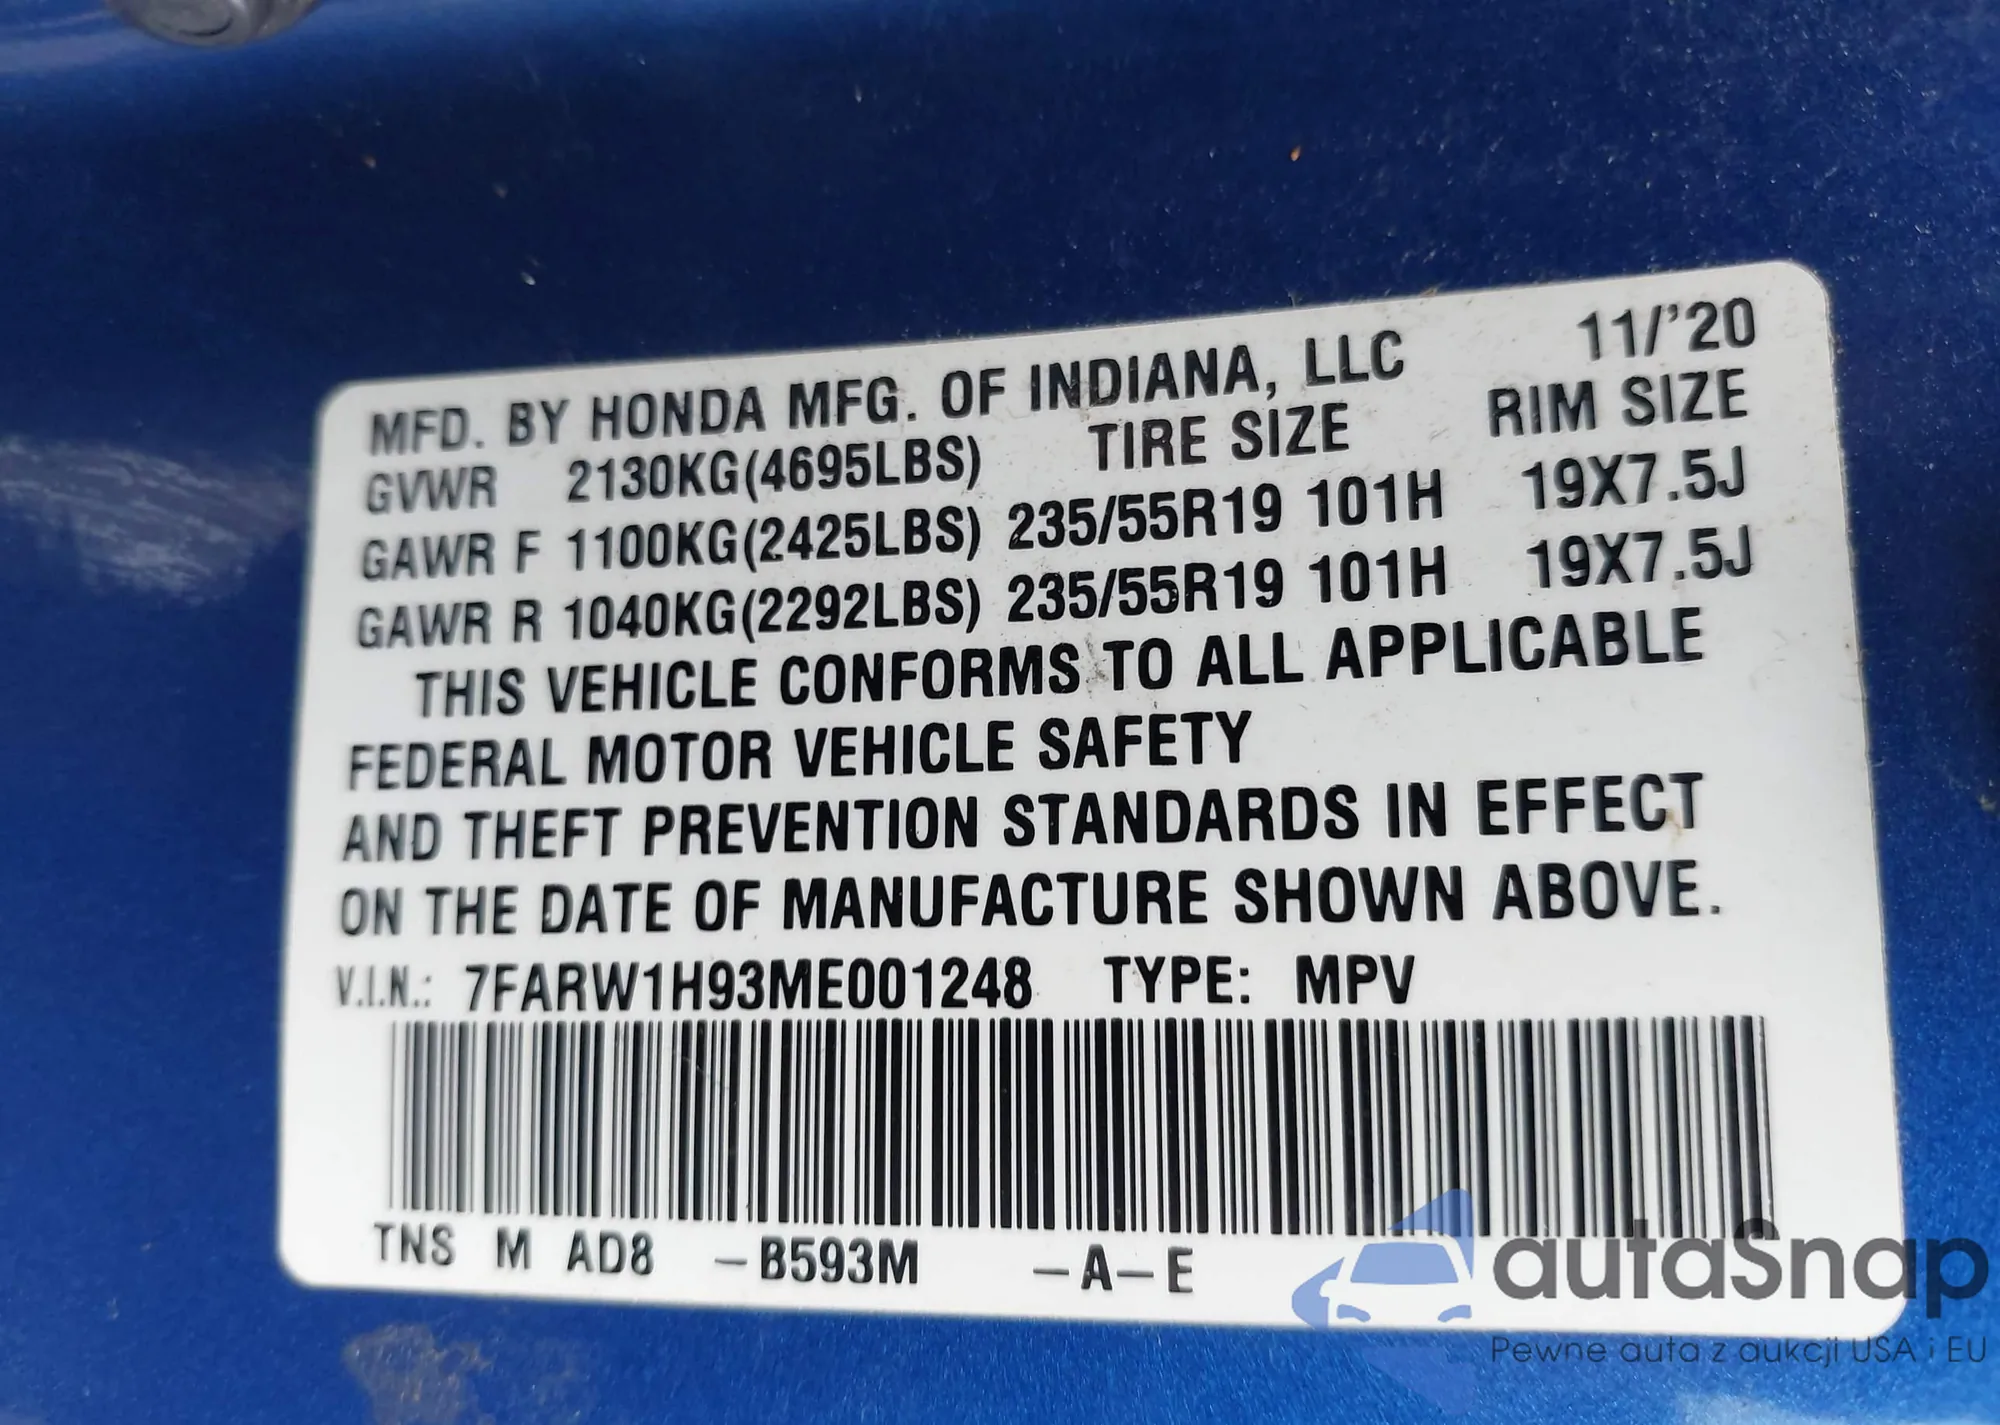 MFD. BY HONDA MFG. OF INDIANA, LLC 11/'20
GVWR 2130KG(4695LBS) TIRE SIZE RIM SIZE
GAWR F 1100KG(2425LBS) 235/55R19 101H 19X7.5J
GAWR R 1040KG(2292LBS) 235/55R19 101H 19X7.5J
THIS VEHICLE CONFORMS TO ALL APPLICABLE
FEDERAL MOTOR VEHICLE SAFETY
AND THEFT PREVENTION STANDARDS IN EFFECT
ON THE DATE OF MANUFACTURE SHOWN ABOVE.
V.I.N.: 7FARW1H93ME001248 TYPE: MPV
TNS M AD8 –B593M –A–E
autaSnap
Pewne auta z aukcji USA i EU